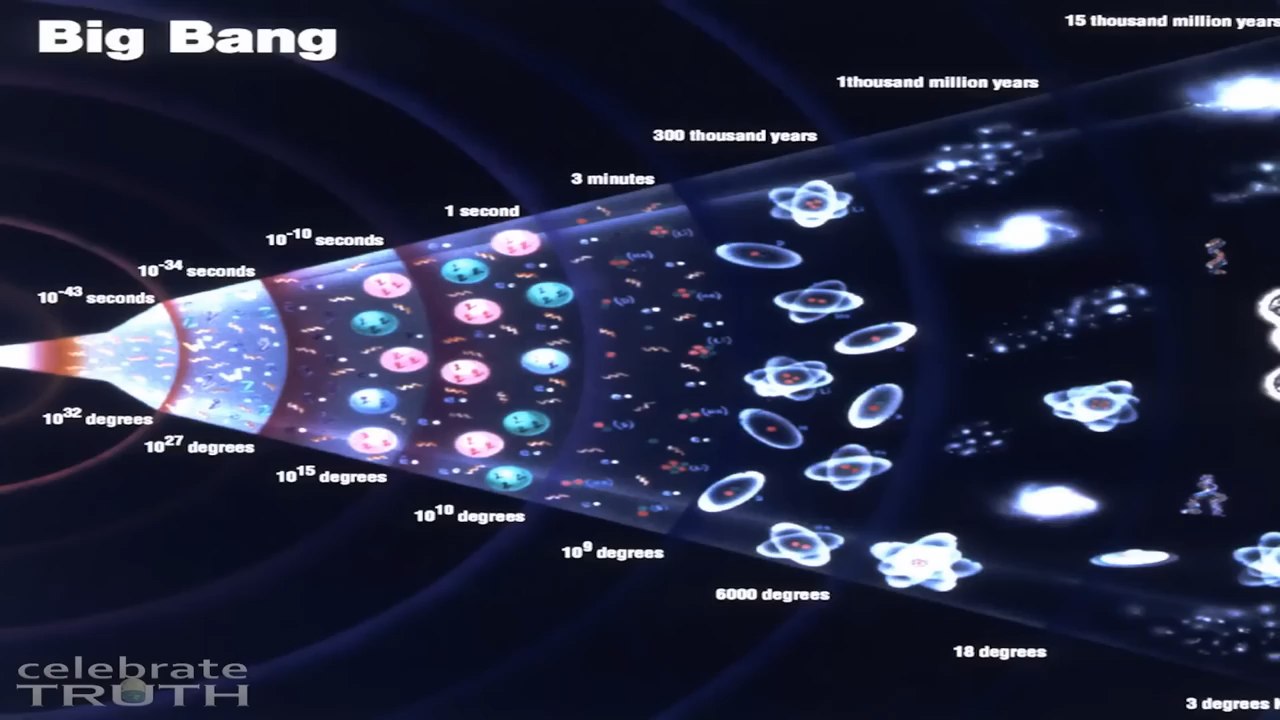 Big Bang
15 thousand million years
1thousand million years
300 thousand years
3 minutes
1 second
10-10 seconds
10-34 seconds
10-43 seconds
10³² degrees
10²⁷ degrees
10¹⁵ degrees
10¹⁰ degrees
10⁹ degrees
6000 degrees
18 degrees
3 degrees
celebrate
TRUTH